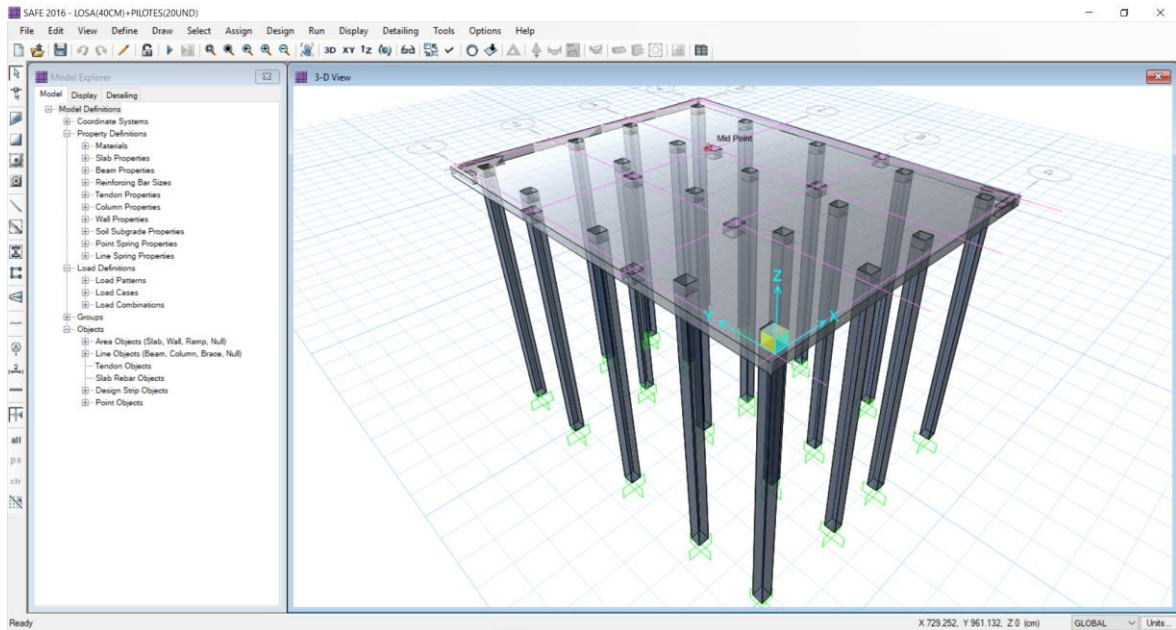 SAFE 2016 - LOSA(40CM)+PILOTES(20UND)
File Edit View Define Draw Select Assign Design Run Display Detailing Tools Options Help
3D XY
Model Explorer
Model Display Detailing
Model Definitions
Coordinate Systems
Property Definitions
Materials
Slab Properties
Beam Properties
Reinforcing Bar Sizes
Tendon Properties
Column Properties
Wall Properties
Soil Subgrade Properties
Point Spring Properties
Line Spring Properties
Load Definitions
Load Patterns
Load Cases
Load Combinations
Groups
Objects
Area Objects (Slab, Wall, Ramp, Null)
Line Objects (Beam, Column, Brace, Null)
Tendon Objects
Slab Rebar Objects
Design Strip Objects
Point Objects
all
ps
clr
3-D View
Mid Point
Z
Y
X
Ready
X 729.252, Y 961.132, Z 0 (cm)
GLOBAL
Units...